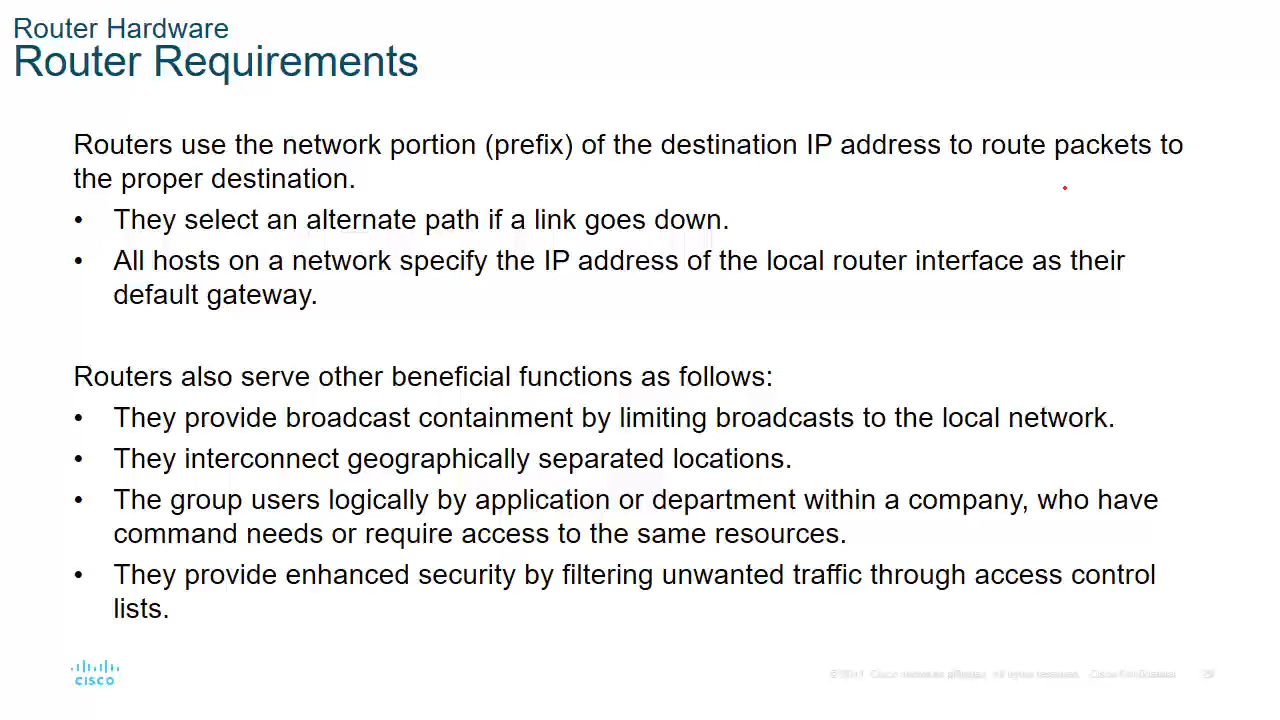 Router Hardware
Router Requirements
Routers use the network portion (prefix) of the destination IP address to route packets to
the proper destination.
• They select an alternate path if a link goes down.
• All hosts on a network specify the IP address of the local router interface as their
default gateway.
Routers also serve other beneficial functions as follows:
• They provide broadcast containment by limiting broadcasts to the local network.
• They interconnect geographically separated locations.
• The group users logically by application or department within a company, who have
command needs or require access to the same resources.
• They provide enhanced security by filtering unwanted traffic through access control
lists.
CISCO
Cisco All rights reserved. Cisco